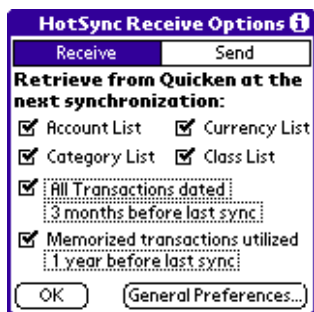 HotSync Receive Options
Receive Send
Retrieve from Quicken at the
next synchronization:
Account List Currency List
Category List Class List
All Transactions dated
3 months before last sync
Memorized transactions utilized
1 year before last sync
OK General Preferences...